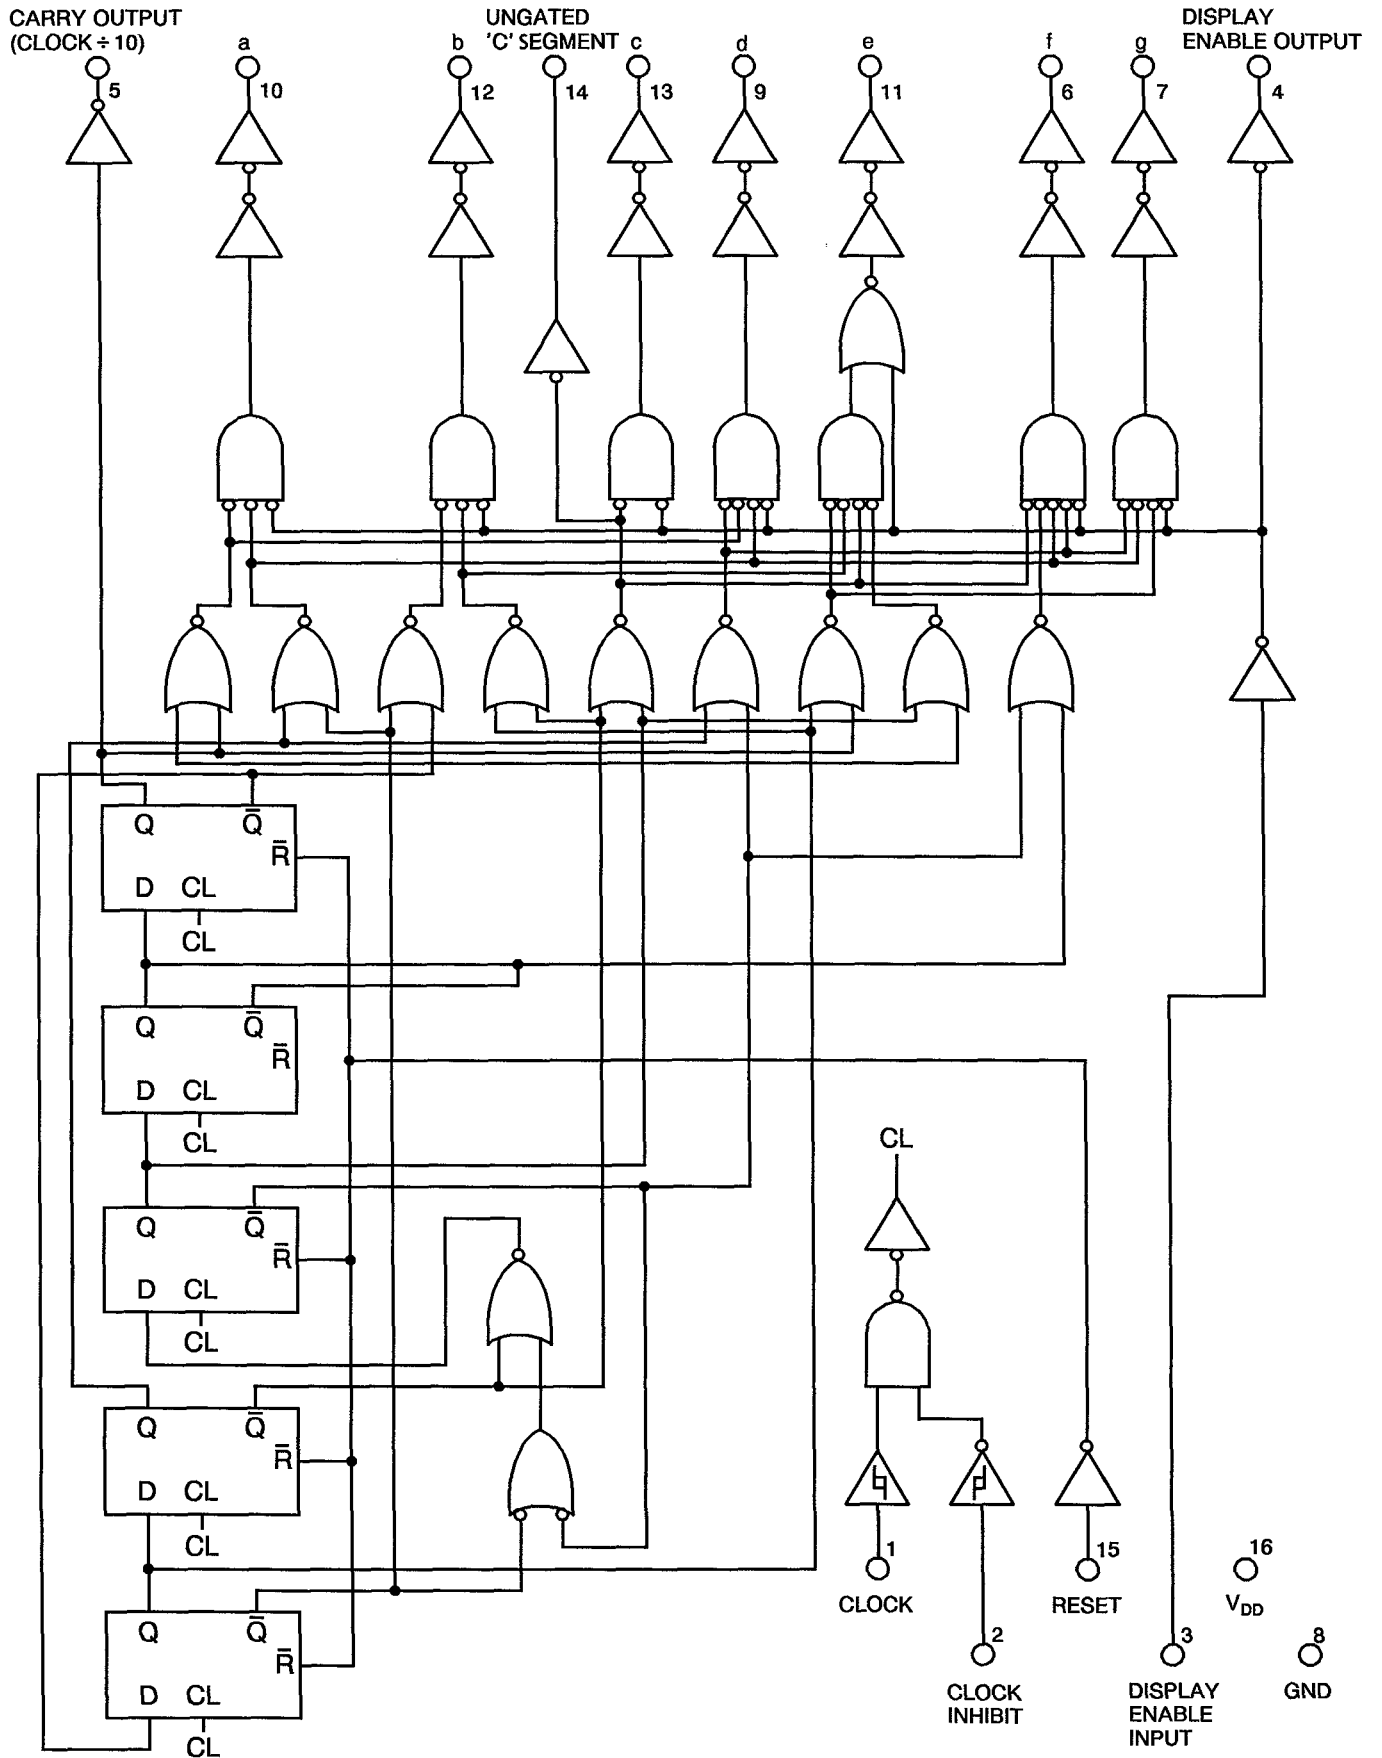 CARRY OUTPUT
(CLOCK ÷ 10)
UNGATED
'C' SEGMENT
DISPLAY
ENABLE OUTPUT
a
b
c
d
e
f
g
5
10
12
14
13
9
11
6
7
4
Q
Q̅
R̅
D
CL
CL
Q
Q̅
R̅
D
CL
CL
CL
Q
Q̅
R̅
D
CL
CL
Q
Q̅
R̅
D
CL
CL
Q
Q̅
R̅
D
CL
CL
1
CLOCK
2
CLOCK
INHIBIT
15
RESET
3
DISPLAY
ENABLE
INPUT
16
VDD
8
GND